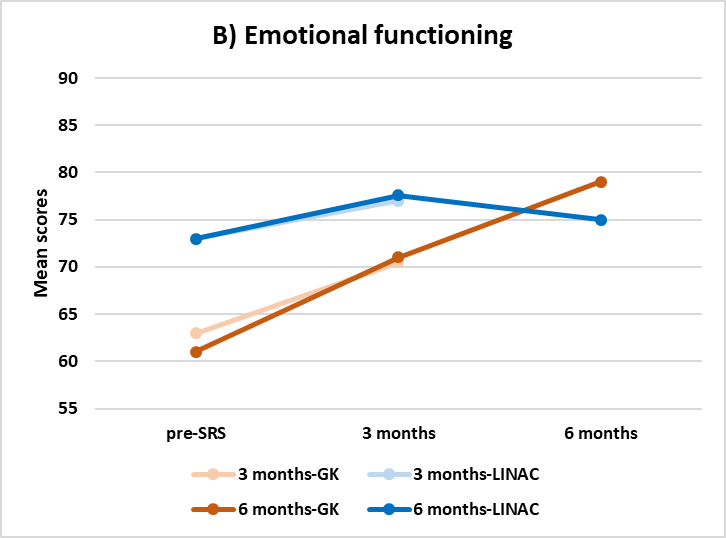 B) Emotional functioning
Mean scores
90
85
80
75
70
65
60
55
pre-SRS 3 months 6 months
3 months-GK 3 months-LINAC
6 months-GK 6 months-LINAC